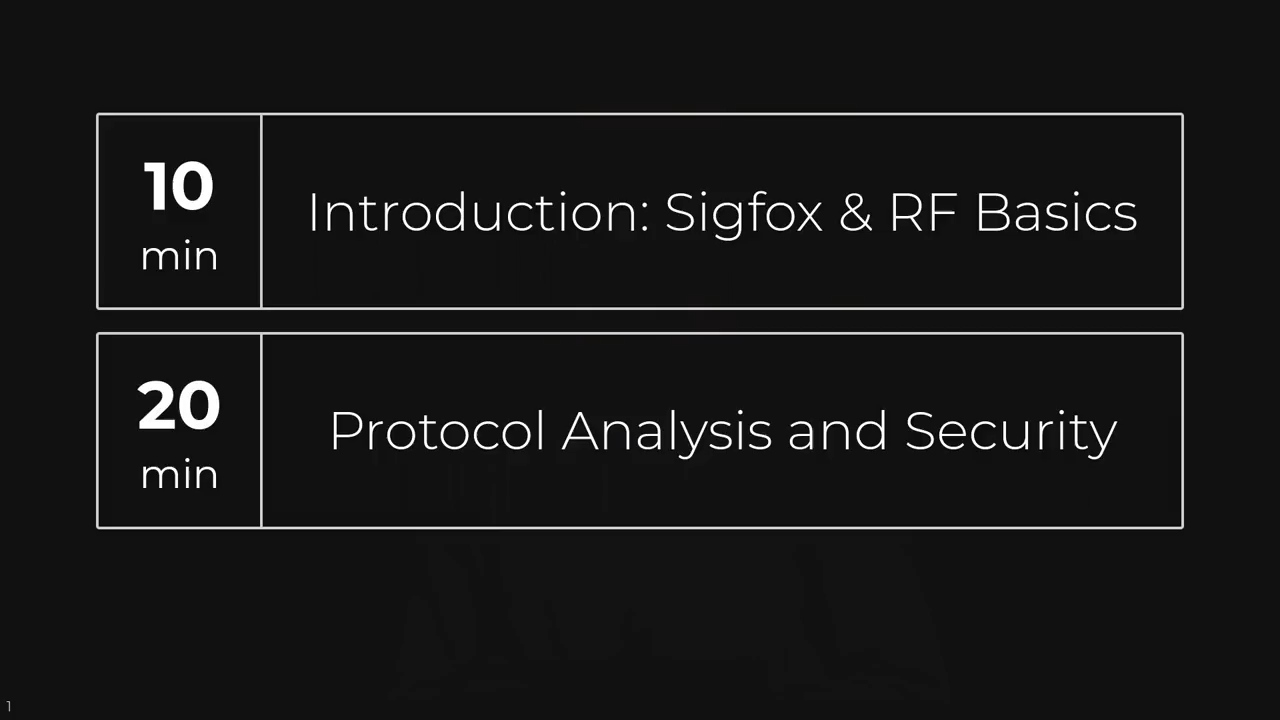 10
min
Introduction: Sigfox & RF Basics
20
min
Protocol Analysis and Security
1